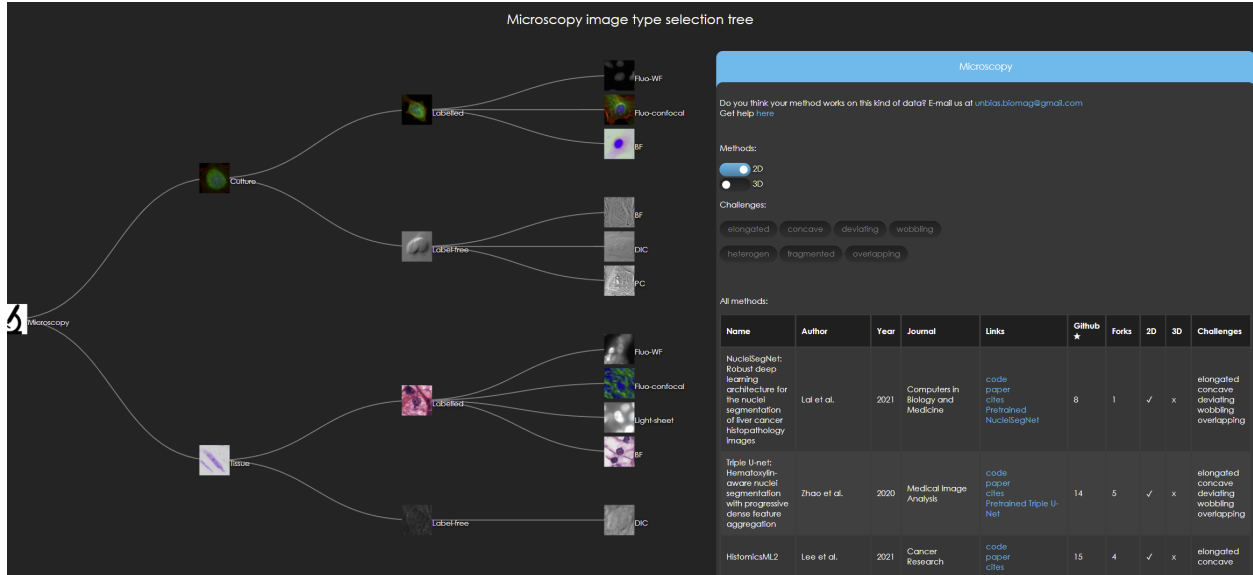 Microscopy image type selection tree
Fluo-WF
Fluo-confocal
BF
Labelled
Culture
BF
DIC
PC
Label-free
Microscopy
Fluo-WF
Fluo-confocal
Light-sheet
BF
Labelled
Tissue
Label-free
DIC
Microscopy
Do you think your method works on this kind of data? E-mail us at unbias.biomag@gmail.com
Get help here
Methods:
2D
3D
Challenges:
elongated concave deviating wobbling
heterogen fragmented overlapping
All methods:
Name Author Year Journal Links Github ★ Forks 2D 3D Challenges
NucleiSegNet:
Robust deep
learning
architecture for
the nuclei
segmentation
of liver cancer
histopathology
images
Lal et al.
2021
Computers in
Biology and
Medicine
code
paper
cites
Pretrained
NucleiSegNet
8
1
✓
x
elongated
concave
deviating
wobbling
overlapping
Triple U-net:
Hematoxylin-
aware nuclei
segmentation
with progressive
dense feature
aggregation
Zhao et al.
2020
Medical Image
Analysis
code
paper
cites
Pretrained Triple U-
Net
14
5
✓
x
elongated
concave
deviating
wobbling
overlapping
HistomicsML2
Lee et al.
2021
Cancer
Research
code
paper
cites
15
4
✓
x
elongated
concave